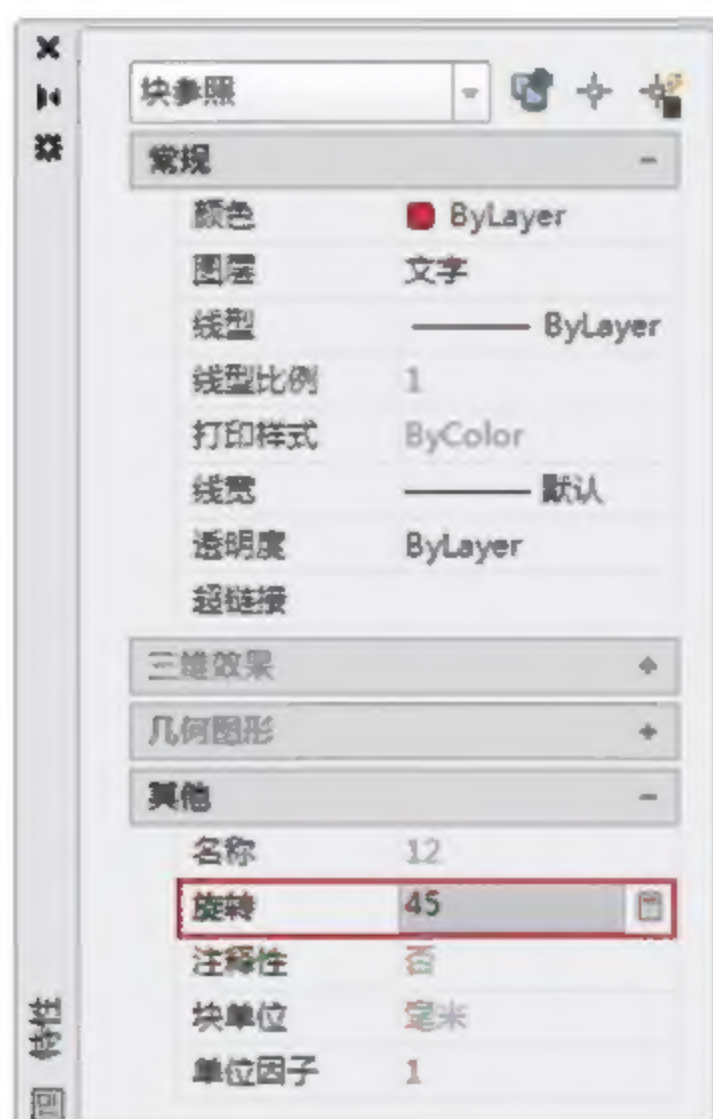 块参照
常规
颜色 ByLayer
图层 文字
线型 ByLayer
线型比例 1
打印样式 ByColor
线宽 默认
透明度 ByLayer
超链接
三维效果
几何图形
其他
名称 12
旋转 45
注释性 否
块单位 毫米
单位因子 1
特性